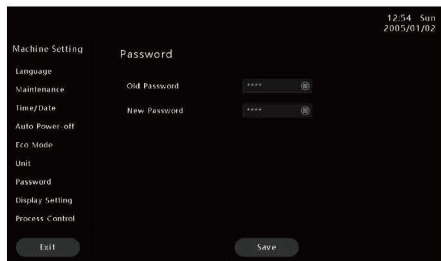 12:54 Sun
2005/01/02
Machine Setting
Password
Language
Maintenance
Time/Date
Auto Power-off
Eco Mode
Unit
Password
Display Setting
Process Control
Old Password ****
New Password ****
Exit
Save